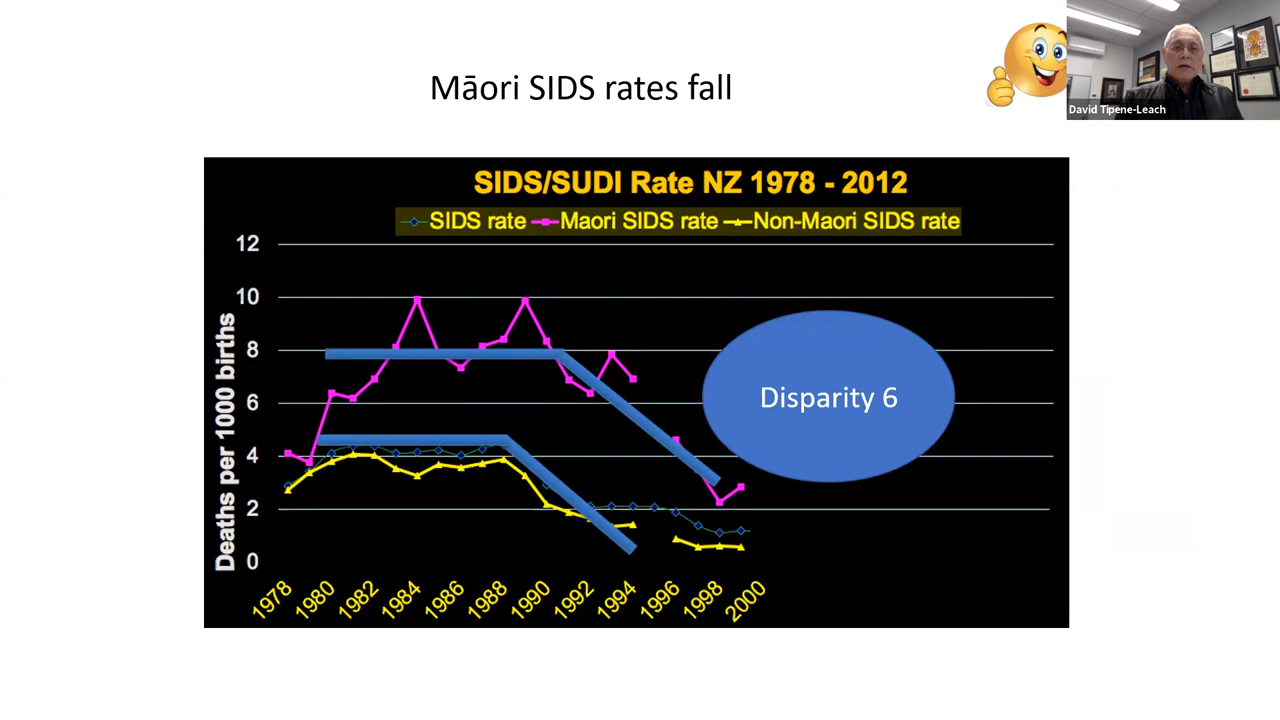 Māori SIDS rates fall
David Tipene-Leach
SIDS/SUDI Rate NZ 1978 - 2012
SIDS rate Maori SIDS rate Non-Maori SIDS rate
Deaths per 1000 births
12
10
8
6
4
2
0
Disparity 6
1978 1980 1982 1984 1986 1988 1990 1992 1994 1996 1998 2000